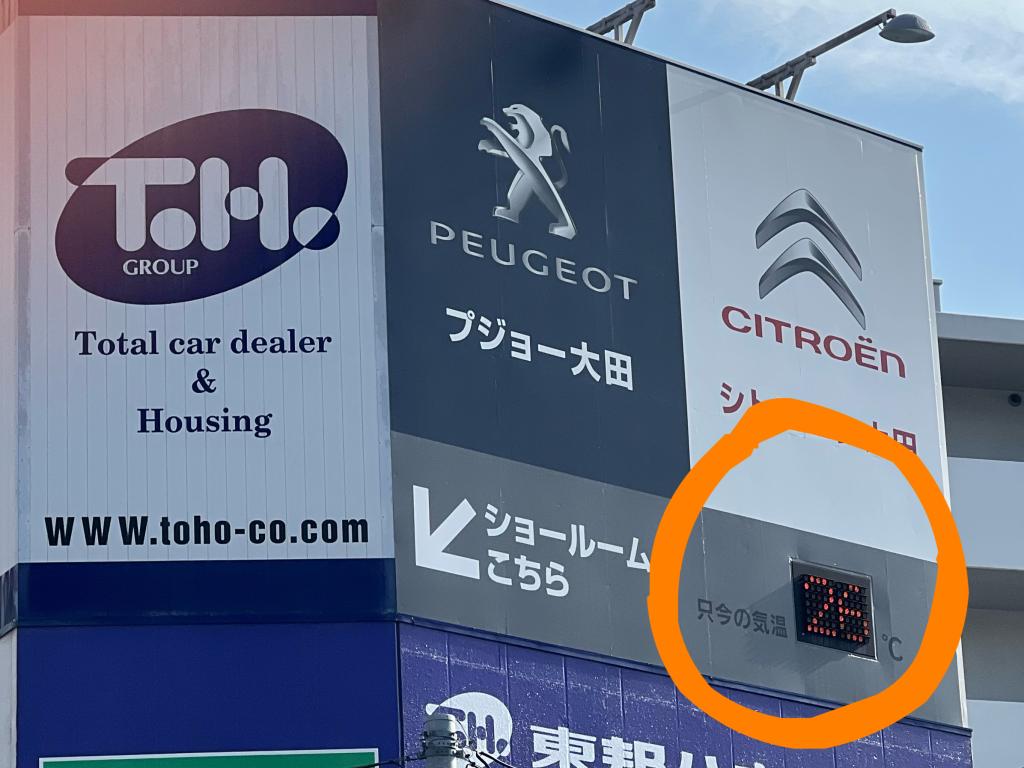 T.O.H.O.
GROUP
Total car dealer
&
Housing
WWW.toho-co.com
PEUGEOT
プジョー大田
ショールーム
こちら
CITROËN
只今の気温
℃
T.O.H.O.